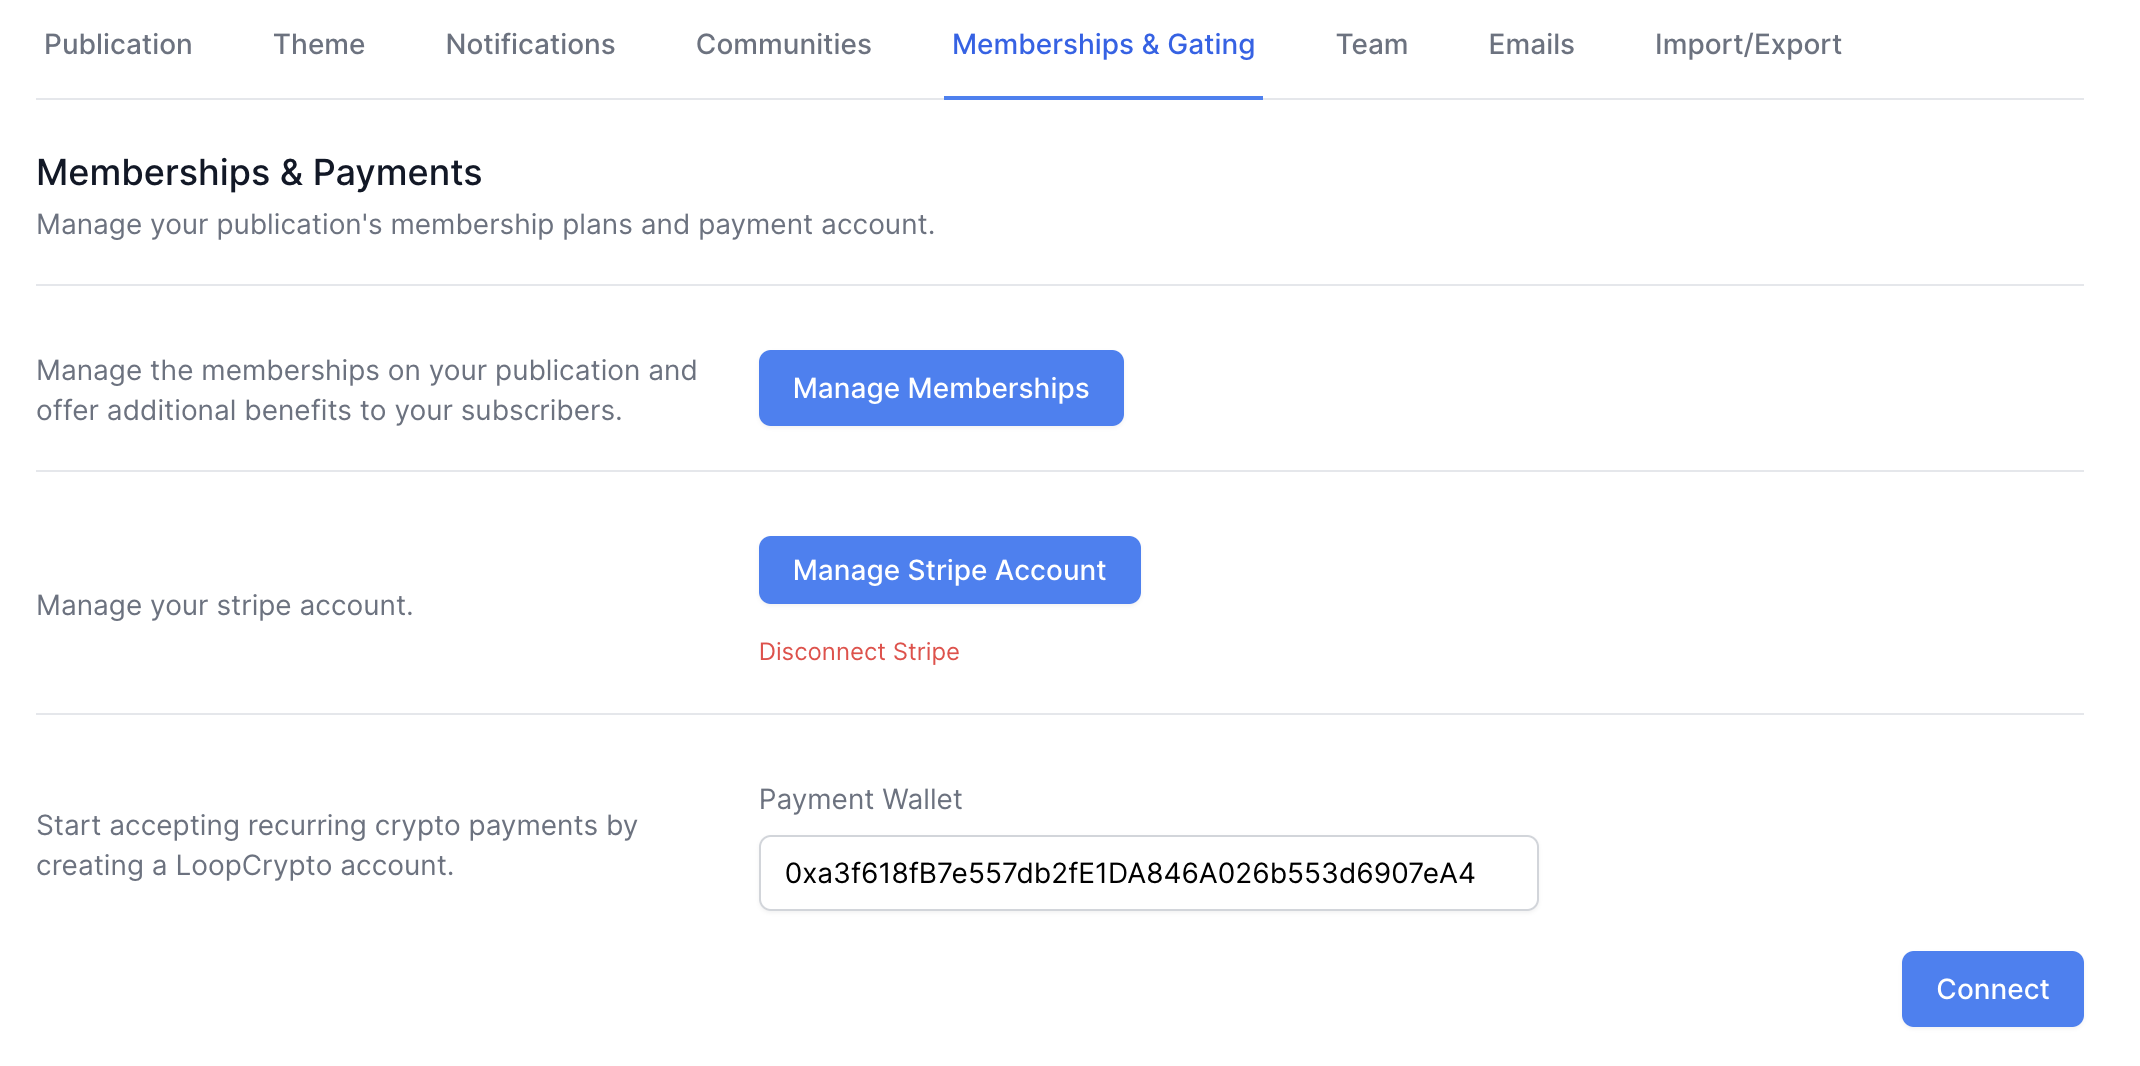 Publication Theme Notifications Communities Memberships & Gating Team Emails Import/Export
Memberships & Payments
Manage your publication's membership plans and payment account.
Manage the memberships on your publication and
offer additional benefits to your subscribers.
Manage Memberships
Manage your stripe account.
Manage Stripe Account
Disconnect Stripe
Start accepting recurring crypto payments by
creating a LoopCrypto account.
Payment Wallet
0xa3f618fB7e557db2fE1DA846A026b553d6907eA4
Connect